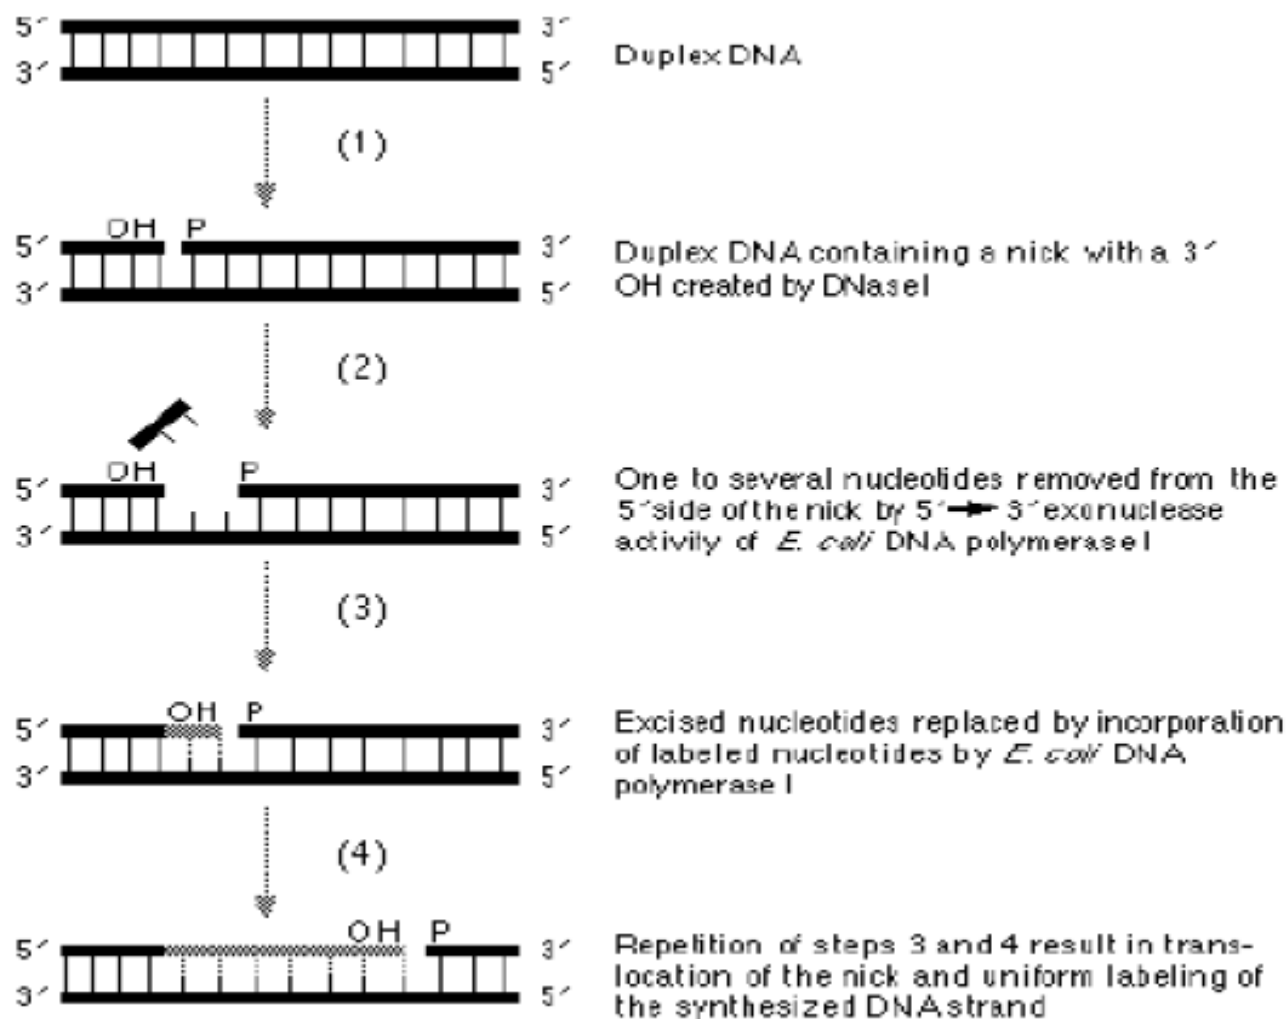 5´ 3´
Duplex DNA
3´ 5´
(1)
OH P
5´ 3´
Duplex DNA containing a nick with a 3´
OH created by DNaseI
3´ 5´
(2)
OH P
5´ 3´
One to several nucleotides removed from the
5´side of the nick by 5´➞ 3´exonuclease
activity of E. coli DNA polymerase I
3´ 5´
(3)
OH P
5´ 3´
Excised nucleotides replaced by incorporation
of labeled nucleotides by E. coli DNA
polymerase I
3´ 5´
(4)
OH P
5´ 3´
Repetition of steps 3 and 4 result in trans-
location of the nick and uniform labeling of
the synthesized DNA strand
3´ 5´